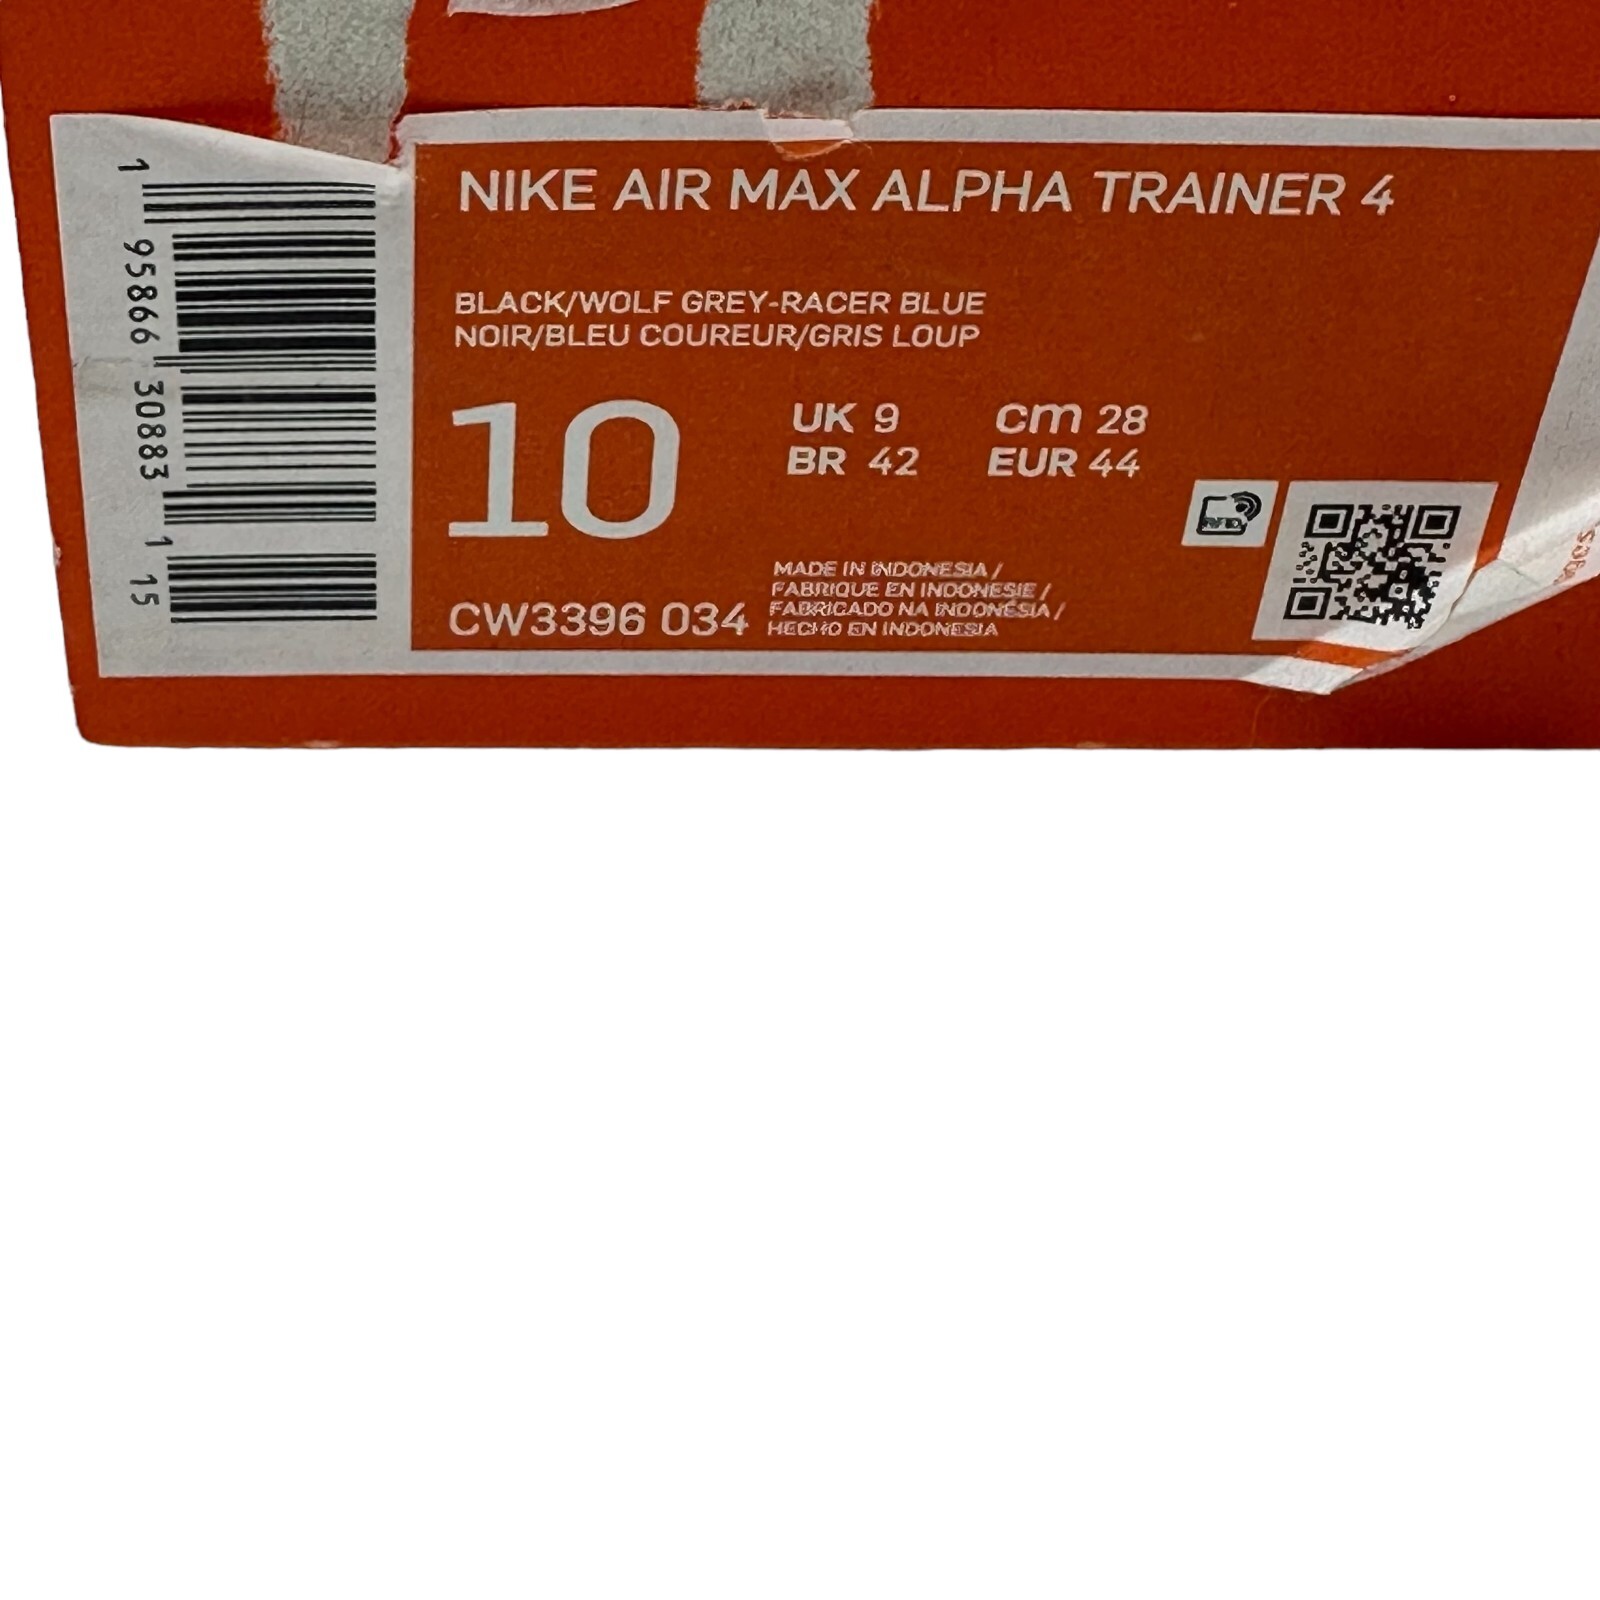 NIKE AIR MAX ALPHA TRAINER 4
BLACK/WOLF GREY-RACER BLUE
NOIR/BLEU COUREUR/GRIS LOUP
10
UK 9 cm 28
BR 42 EUR 44
MADE IN INDONESIA /
FABRIQUE EN INDONESIE /
FABRICADO NA INDONÉSIA /
HECHO EN INDONESIA
CW3396 034
RFID
1 95866 30883 1 15